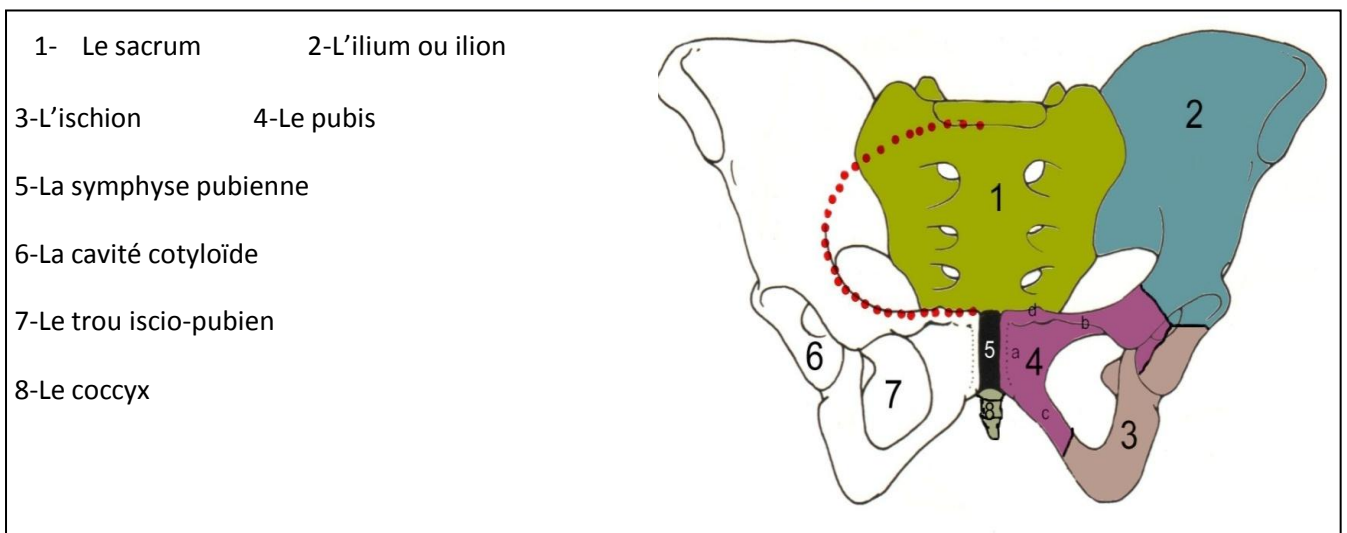 1- Le sacrum 2-L’ilium ou ilion
3-L’ischion 4-Le pubis
5-La symphyse pubienne
6-La cavité cotyloïde
7-Le trou iscio-pubien
8-Le coccyx
2
1
d
b
5
a
4
6
7
8
c
3